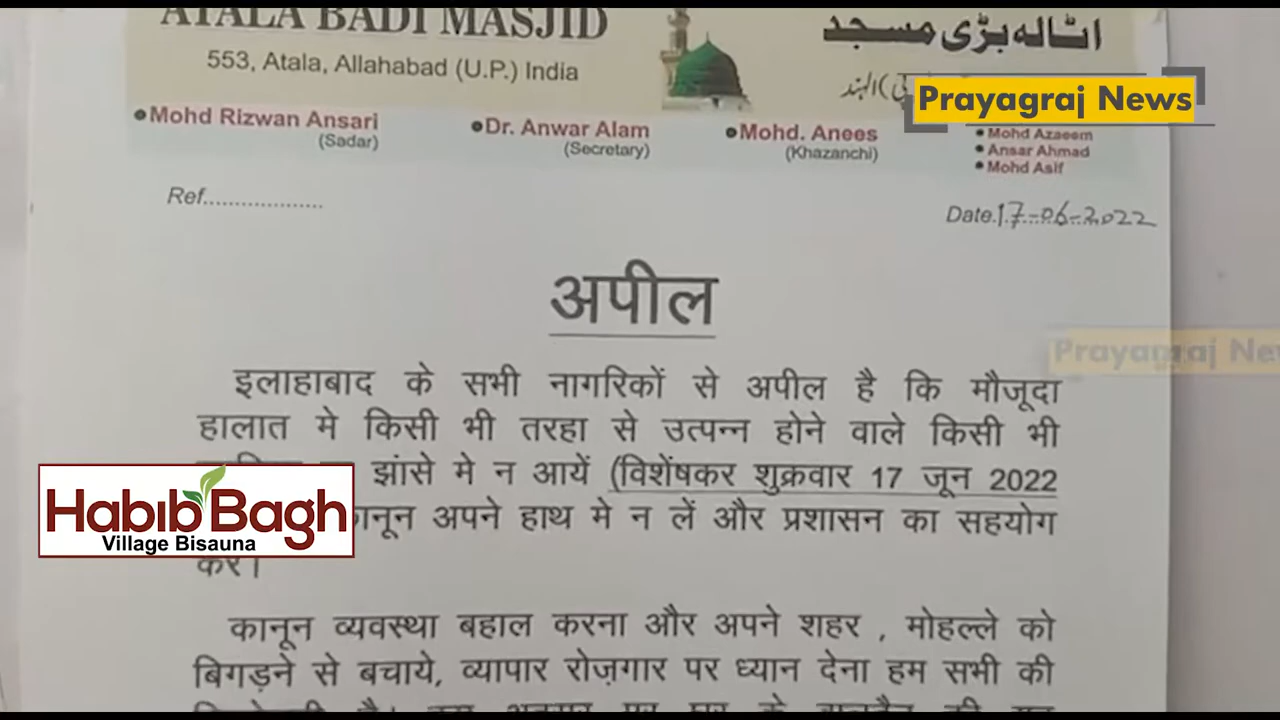 ATALA BADI MASJID
553, Atala, Allahabad (U.P.) India
اٹالہ بڑی مسجد
الہند
Prayagraj News
Mohd Rizwan Ansari
(Sadar)
Dr. Anwar Alam
(Secretary)
Mohd. Anees
(Khazanchi)
Mohd Azaeem
Ansar Ahmad
Mohd Asif
Ref...................
Date.17-06-2022
अपील
Prayagraj Ne
इलाहाबाद के सभी नागरिकों से अपील है कि मौजूदा
हालात मे किसी भी तरहा से उत्पन्न होने वाले किसी भी
झांसे मे न आयें (विशेंषकर शुक्रवार 17 जून 2022
कानून अपने हाथ मे न लें और प्रशासन का सहयोग
करें।
Habib Bagh
Village Bisauna
कानून व्यवस्था बहाल करना और अपने शहर , मोहल्ले को
बिगड़ने से बचाये, व्यापार रोज़गार पर ध्यान देना हम सभी की